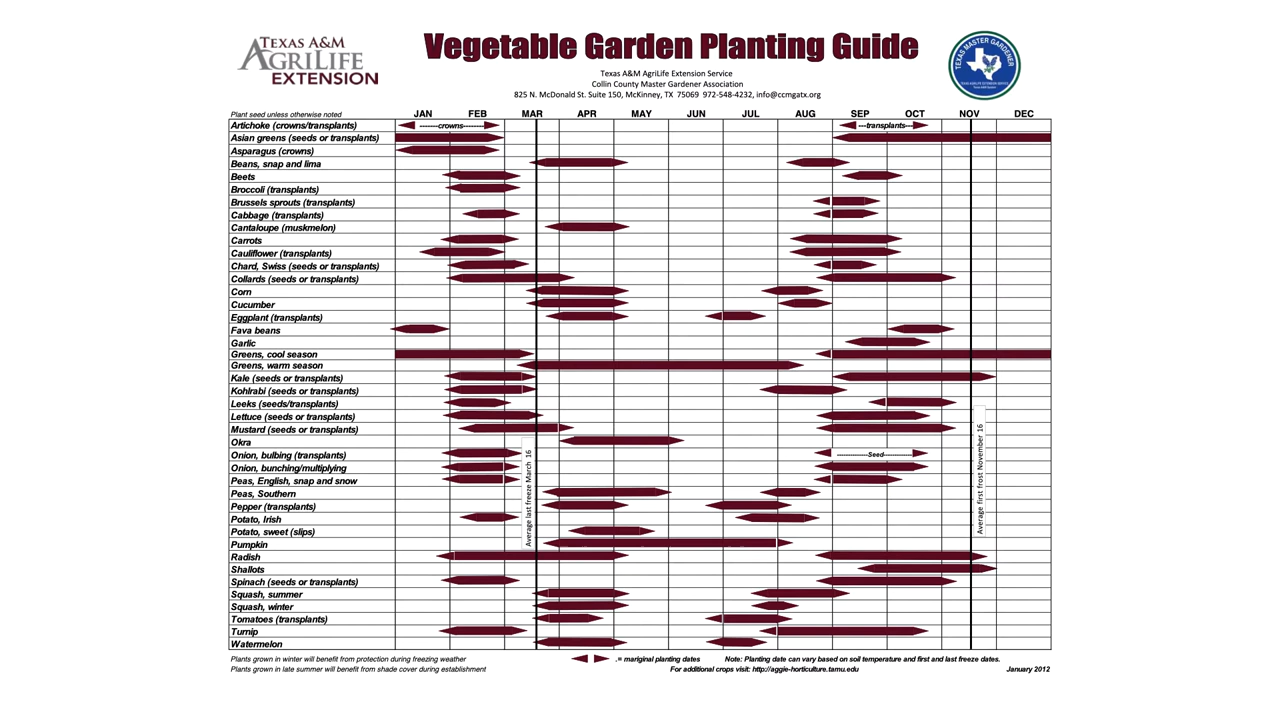 TEXAS A&M
AGRILIFE
EXTENSION
Vegetable Garden Planting Guide
Texas A&M AgriLife Extension Service
Collin County Master Gardener Association
825 N. McDonald St. Suite 150, McKinney, TX 75069 972-548-4232, info@ccmgatx.org
TEXAS MASTER GARDENER
TEXAS A&M AGRILIFE EXTENSION SERVICE
Plant seed unless otherwise noted JAN FEB MAR APR MAY JUN JUL AUG SEP OCT NOV DEC
Artichoke (crowns/transplants) -------crowns-------- ---transplants--
Asian greens (seeds or transplants)
Asparagus (crowns)
Beans, snap and lima
Beets
Broccoli (transplants)
Brussels sprouts (transplants)
Cabbage (transplants)
Cantaloupe (muskmelon)
Carrots
Cauliflower (transplants)
Chard, Swiss (seeds or transplants)
Collards (seeds or transplants)
Corn
Cucumber
Eggplant (transplants)
Fava beans
Garlic
Greens, cool season
Greens, warm season
Kale (seeds or transplants)
Kohlrabi (seeds or transplants)
Leeks (seeds/transplants)
Lettuce (seeds or transplants)
Mustard (seeds or transplants)
Okra
Onion, bulbing (transplants) --------------Seed-------------
Onion, bunching/multiplying
Peas, English, snap and snow
Peas, Southern
Pepper (transplants)
Potato, Irish
Potato, sweet (slips)
Pumpkin
Radish
Shallots
Spinach (seeds or transplants)
Squash, summer
Squash, winter
Tomatoes (transplants)
Turnip
Watermelon
Average last freeze March 16
Average first frost November 16
Plants grown in winter will benefit from protection during freezing weather .= mariginal planting dates Note: Planting date can vary based on soil temperature and first and last freeze dates.
Plants grown in late summer will benefit from shade cover during establishment For additional crops visit: http://aggie-horticulture.tamu.edu January 2012